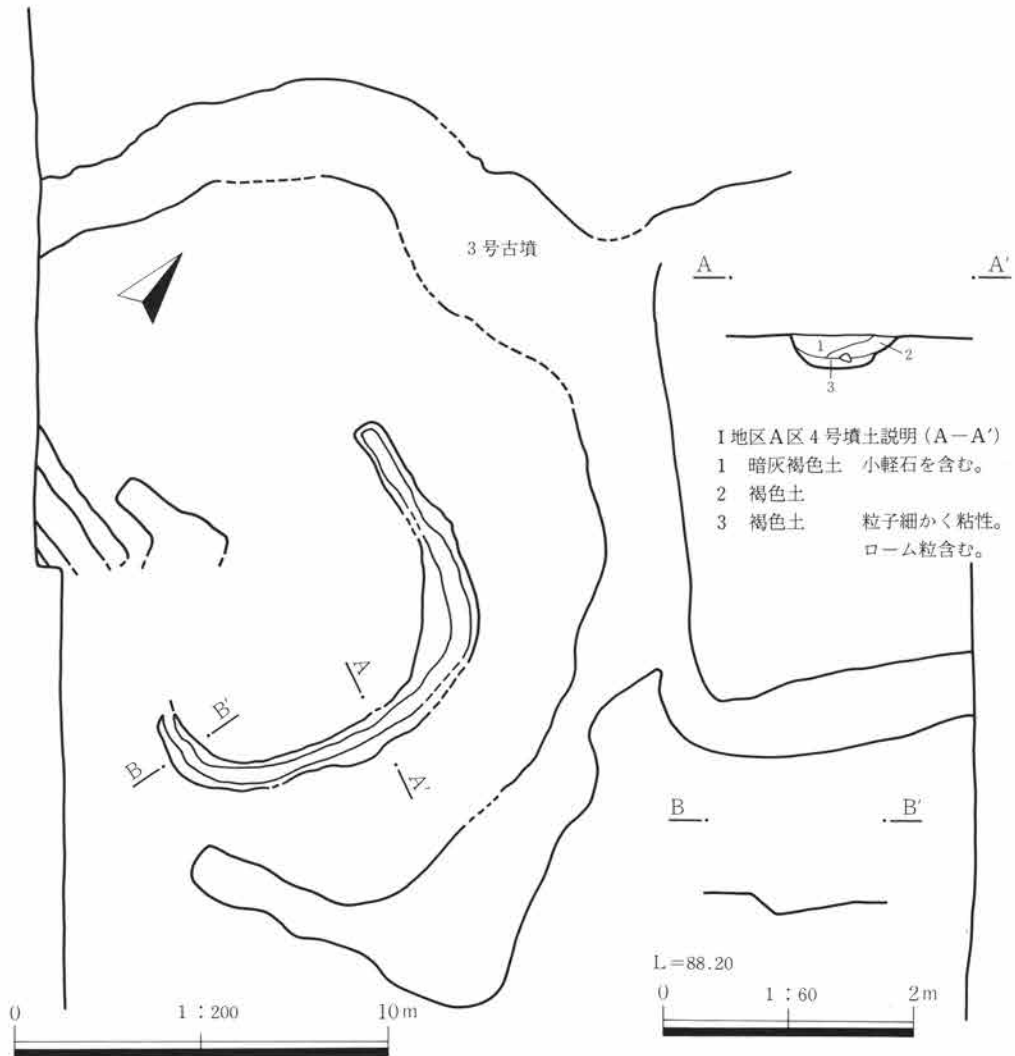 3号古墳
A A′
1
2
3
I地区A区4号墳土説明(A-A′)
1 暗灰褐色土 小軽石を含む。
2 褐色土
3 褐色土 粒子細かく粘性。
ローム粒含む。
A
B′
B
A′
B B′
L=88.20
0 1:200 10m
0 1:60 2m